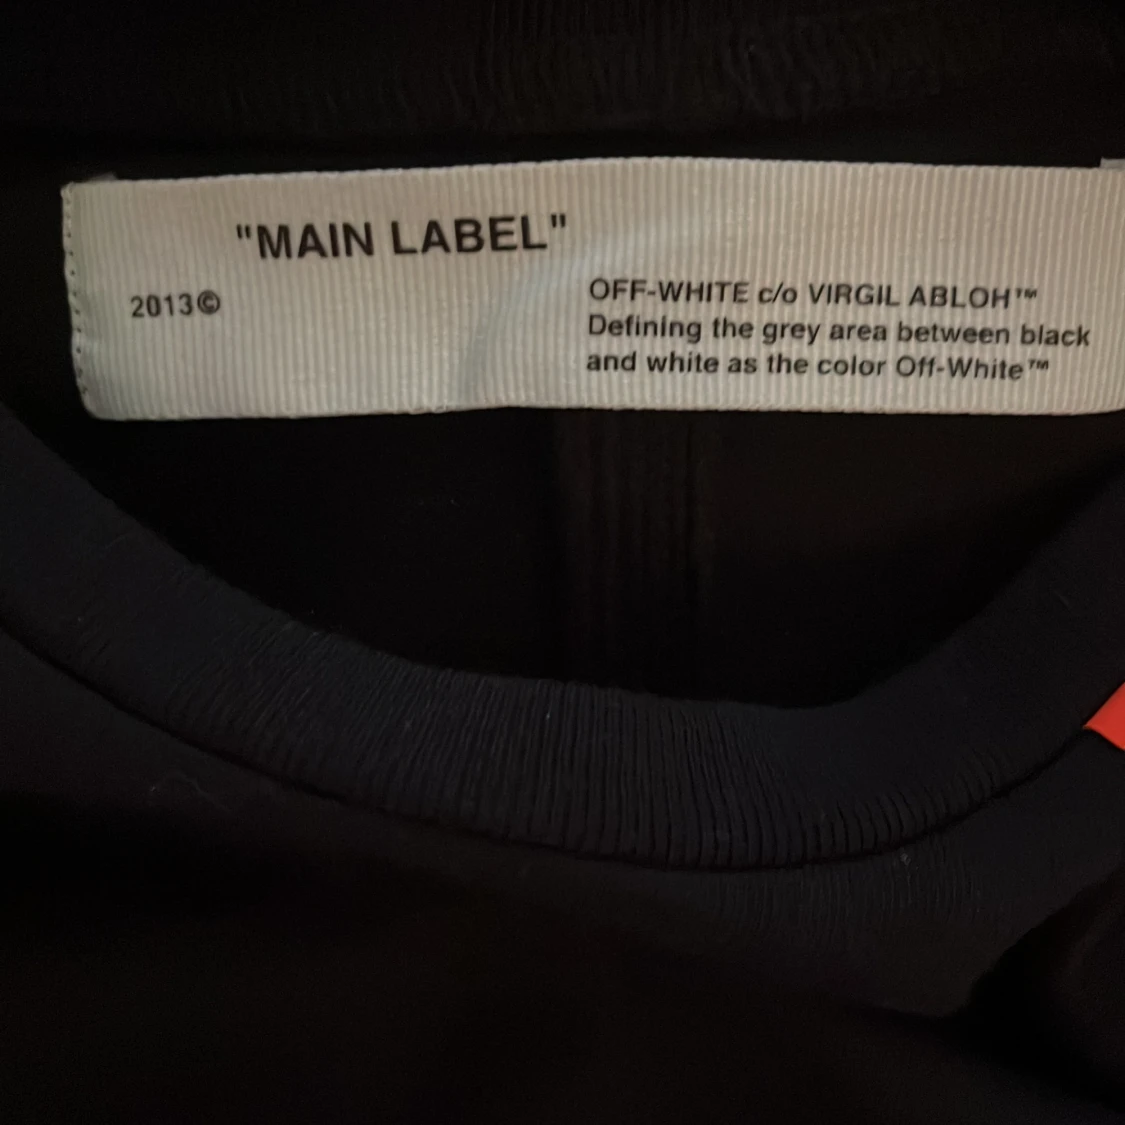 "MAIN LABEL"
2013©
OFF-WHITE c/o VIRGIL ABLOH™
Defining the grey area between black
and white as the color Off-White™